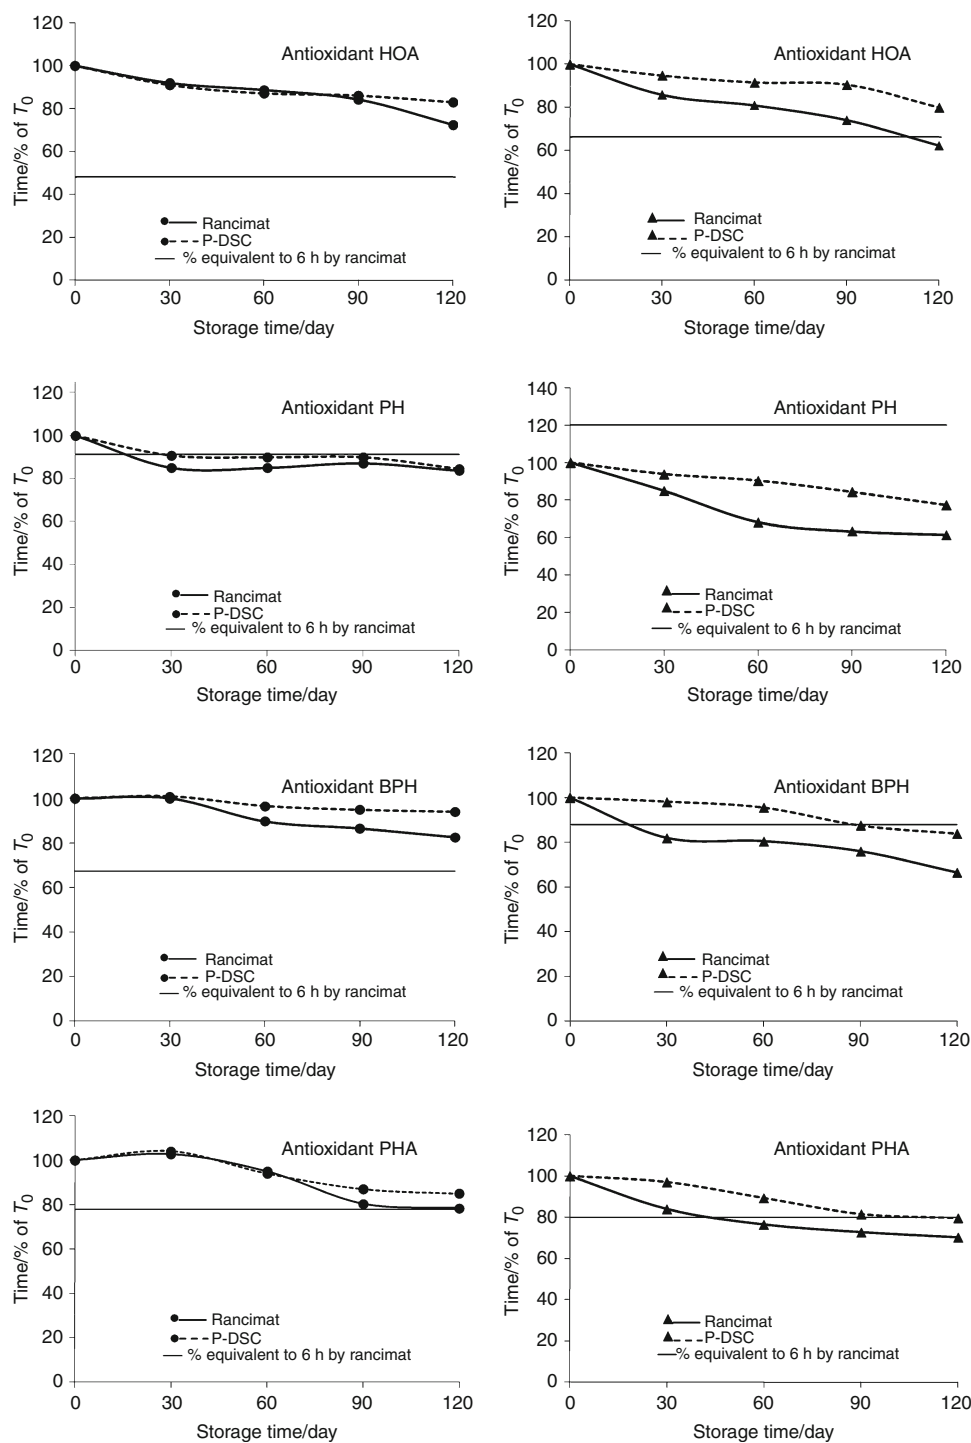 120
100
80
60
40
20
0
Time/% of T0
Antioxidant HOA
Rancimat
P-DSC
% equivalent to 6 h by rancimat
0 30 60 90 120
Storage time/day
120
100
80
60
40
20
0
Time/% of T0
Antioxidant HOA
Rancimat
P-DSC
% equivalent to 6 h by rancimat
0 30 60 90 120
Storage time/day
120
100
80
60
40
20
0
Time/% of T0
Antioxidant PH
Rancimat
P-DSC
% equivalent to 6 h by rancimat
0 30 60 90 120
Storage time/day
140
120
100
80
60
40
20
0
Time/% of T0
Antioxidant PH
Rancimat
P-DSC
% equivalent to 6 h by rancimat
0 30 60 90 120
Storage time/day
120
100
80
60
40
20
0
Time/% of T0
Antioxidant BPH
Rancimat
P-DSC
% equivalent to 6 h by rancimat
0 30 60 90 120
Storage time/day
120
100
80
60
40
20
0
Time/% of T0
Antioxidant BPH
Rancimat
P-DSC
% equivalent to 6 h by rancimat
0 30 60 90 120
Storage time/day
120
100
80
60
40
20
0
Time/% of T0
Antioxidant PHA
Rancimat
P-DSC
% equivalent to 6 h by rancimat
0 30 60 90 120
Storage time/day
120
100
80
60
40
20
0
Time/% of T0
Antioxidant PHA
Rancimat
P-DSC
% equivalent to 6 h by rancimat
0 30 60 90 120
Storage time/day